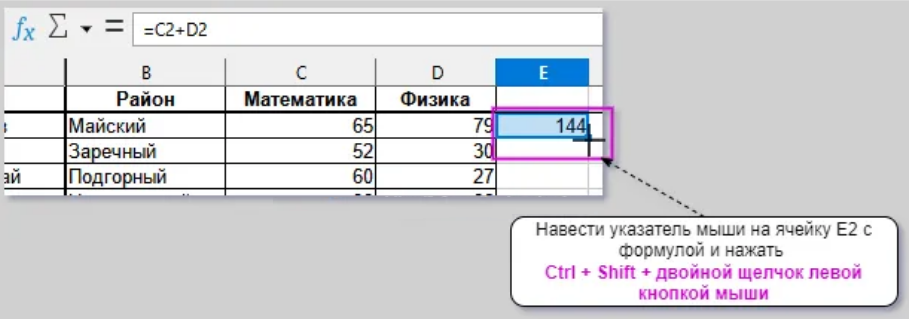 fx Σ =
=C2+D2
B C D E
Район Математика Физика
в Майский 65 79 144
Заречный 52 30
ай Подгорный 60 27
Навести указатель мыши на ячейку E2 с
формулой и нажать
Ctrl + Shift + двойной щелчок левой
кнопкой мыши